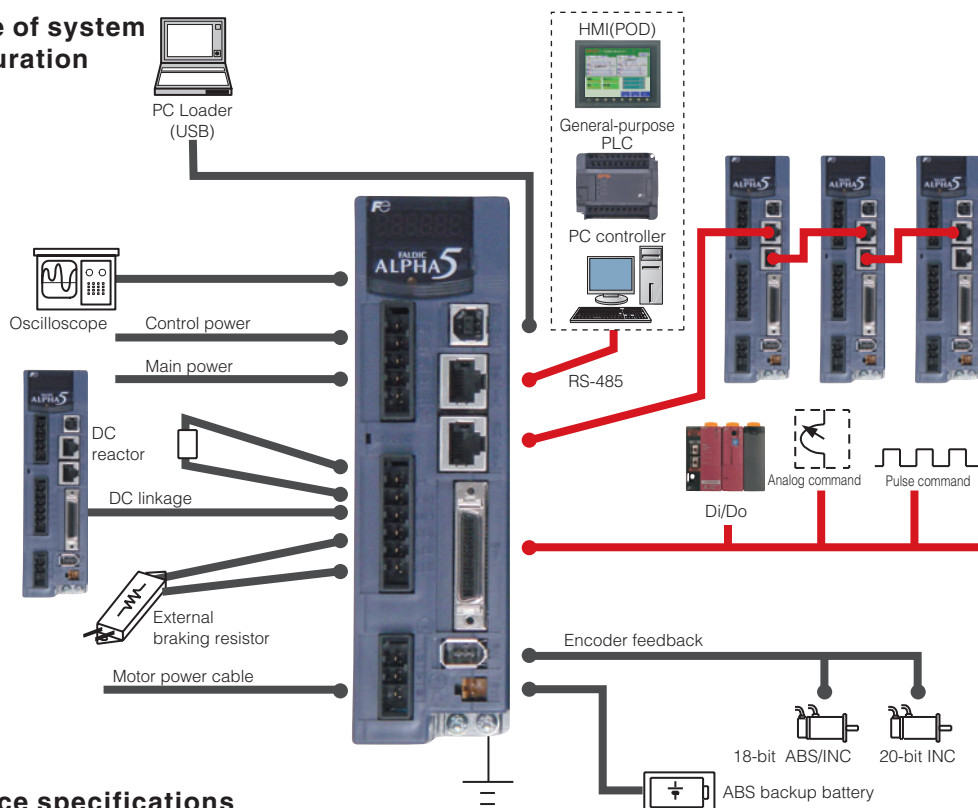 e of system
uration
PC Loader
(USB)
HMI(POD)
General-purpose
PLC
PC controller
RS-485
Fe
FALDIC
ALPHA5
Oscilloscope
Control power
Main power
ALPHA5
DC
reactor
DC linkage
External
braking resistor
Motor power cable
ALPHA5
ALPHA5
ALPHA5
Di/Do
Analog command
Pulse command
Encoder feedback
18-bit ABS/INC
20-bit INC
ABS backup battery
ce specifications